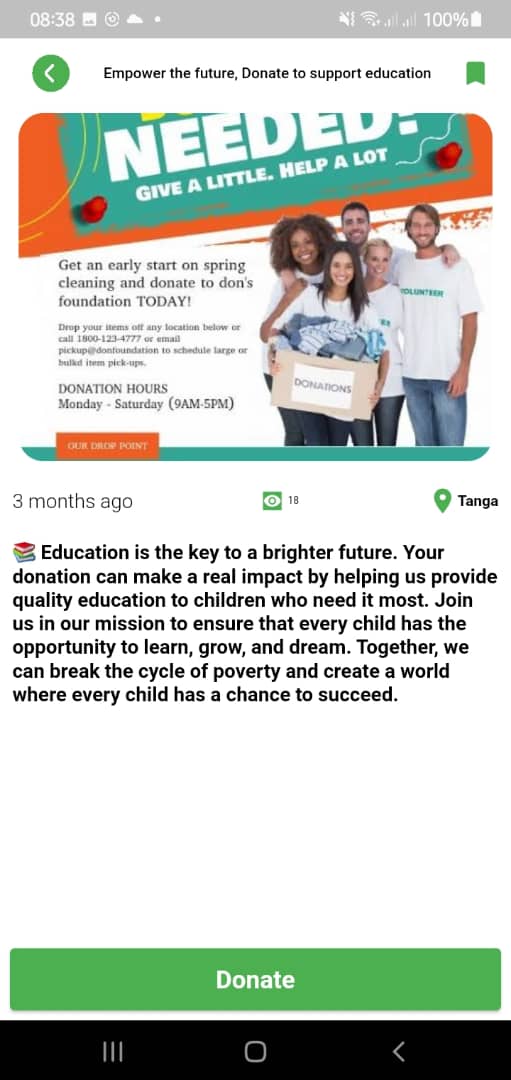 08:38
100%
Empower the future, Donate to support education
NEEDED!
GIVE A LITTLE. HELP A LOT
Get an early start on spring
cleaning and donate to don's
foundation TODAY!
Drop your items off any location below or
call 1800-123-4777 or email
pickup@donfoundation to schedule large or
bulkd item pick-ups.
DONATION HOURS
Monday - Saturday (9AM-5PM)
OUR DROP POINT
VOLUNTEER
DONATIONS
3 months ago
18
Tanga
Education is the key to a brighter future. Your
donation can make a real impact by helping us provide
quality education to children who need it most. Join
us in our mission to ensure that every child has the
opportunity to learn, grow, and dream. Together, we
can break the cycle of poverty and create a world
where every child has a chance to succeed.
Donate